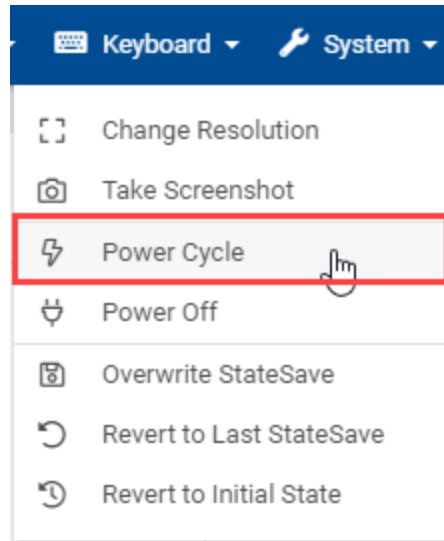 Keyboard System
Change Resolution
Take Screenshot
Power Cycle
Power Off
Overwrite StateSave
Revert to Last StateSave
Revert to Initial State